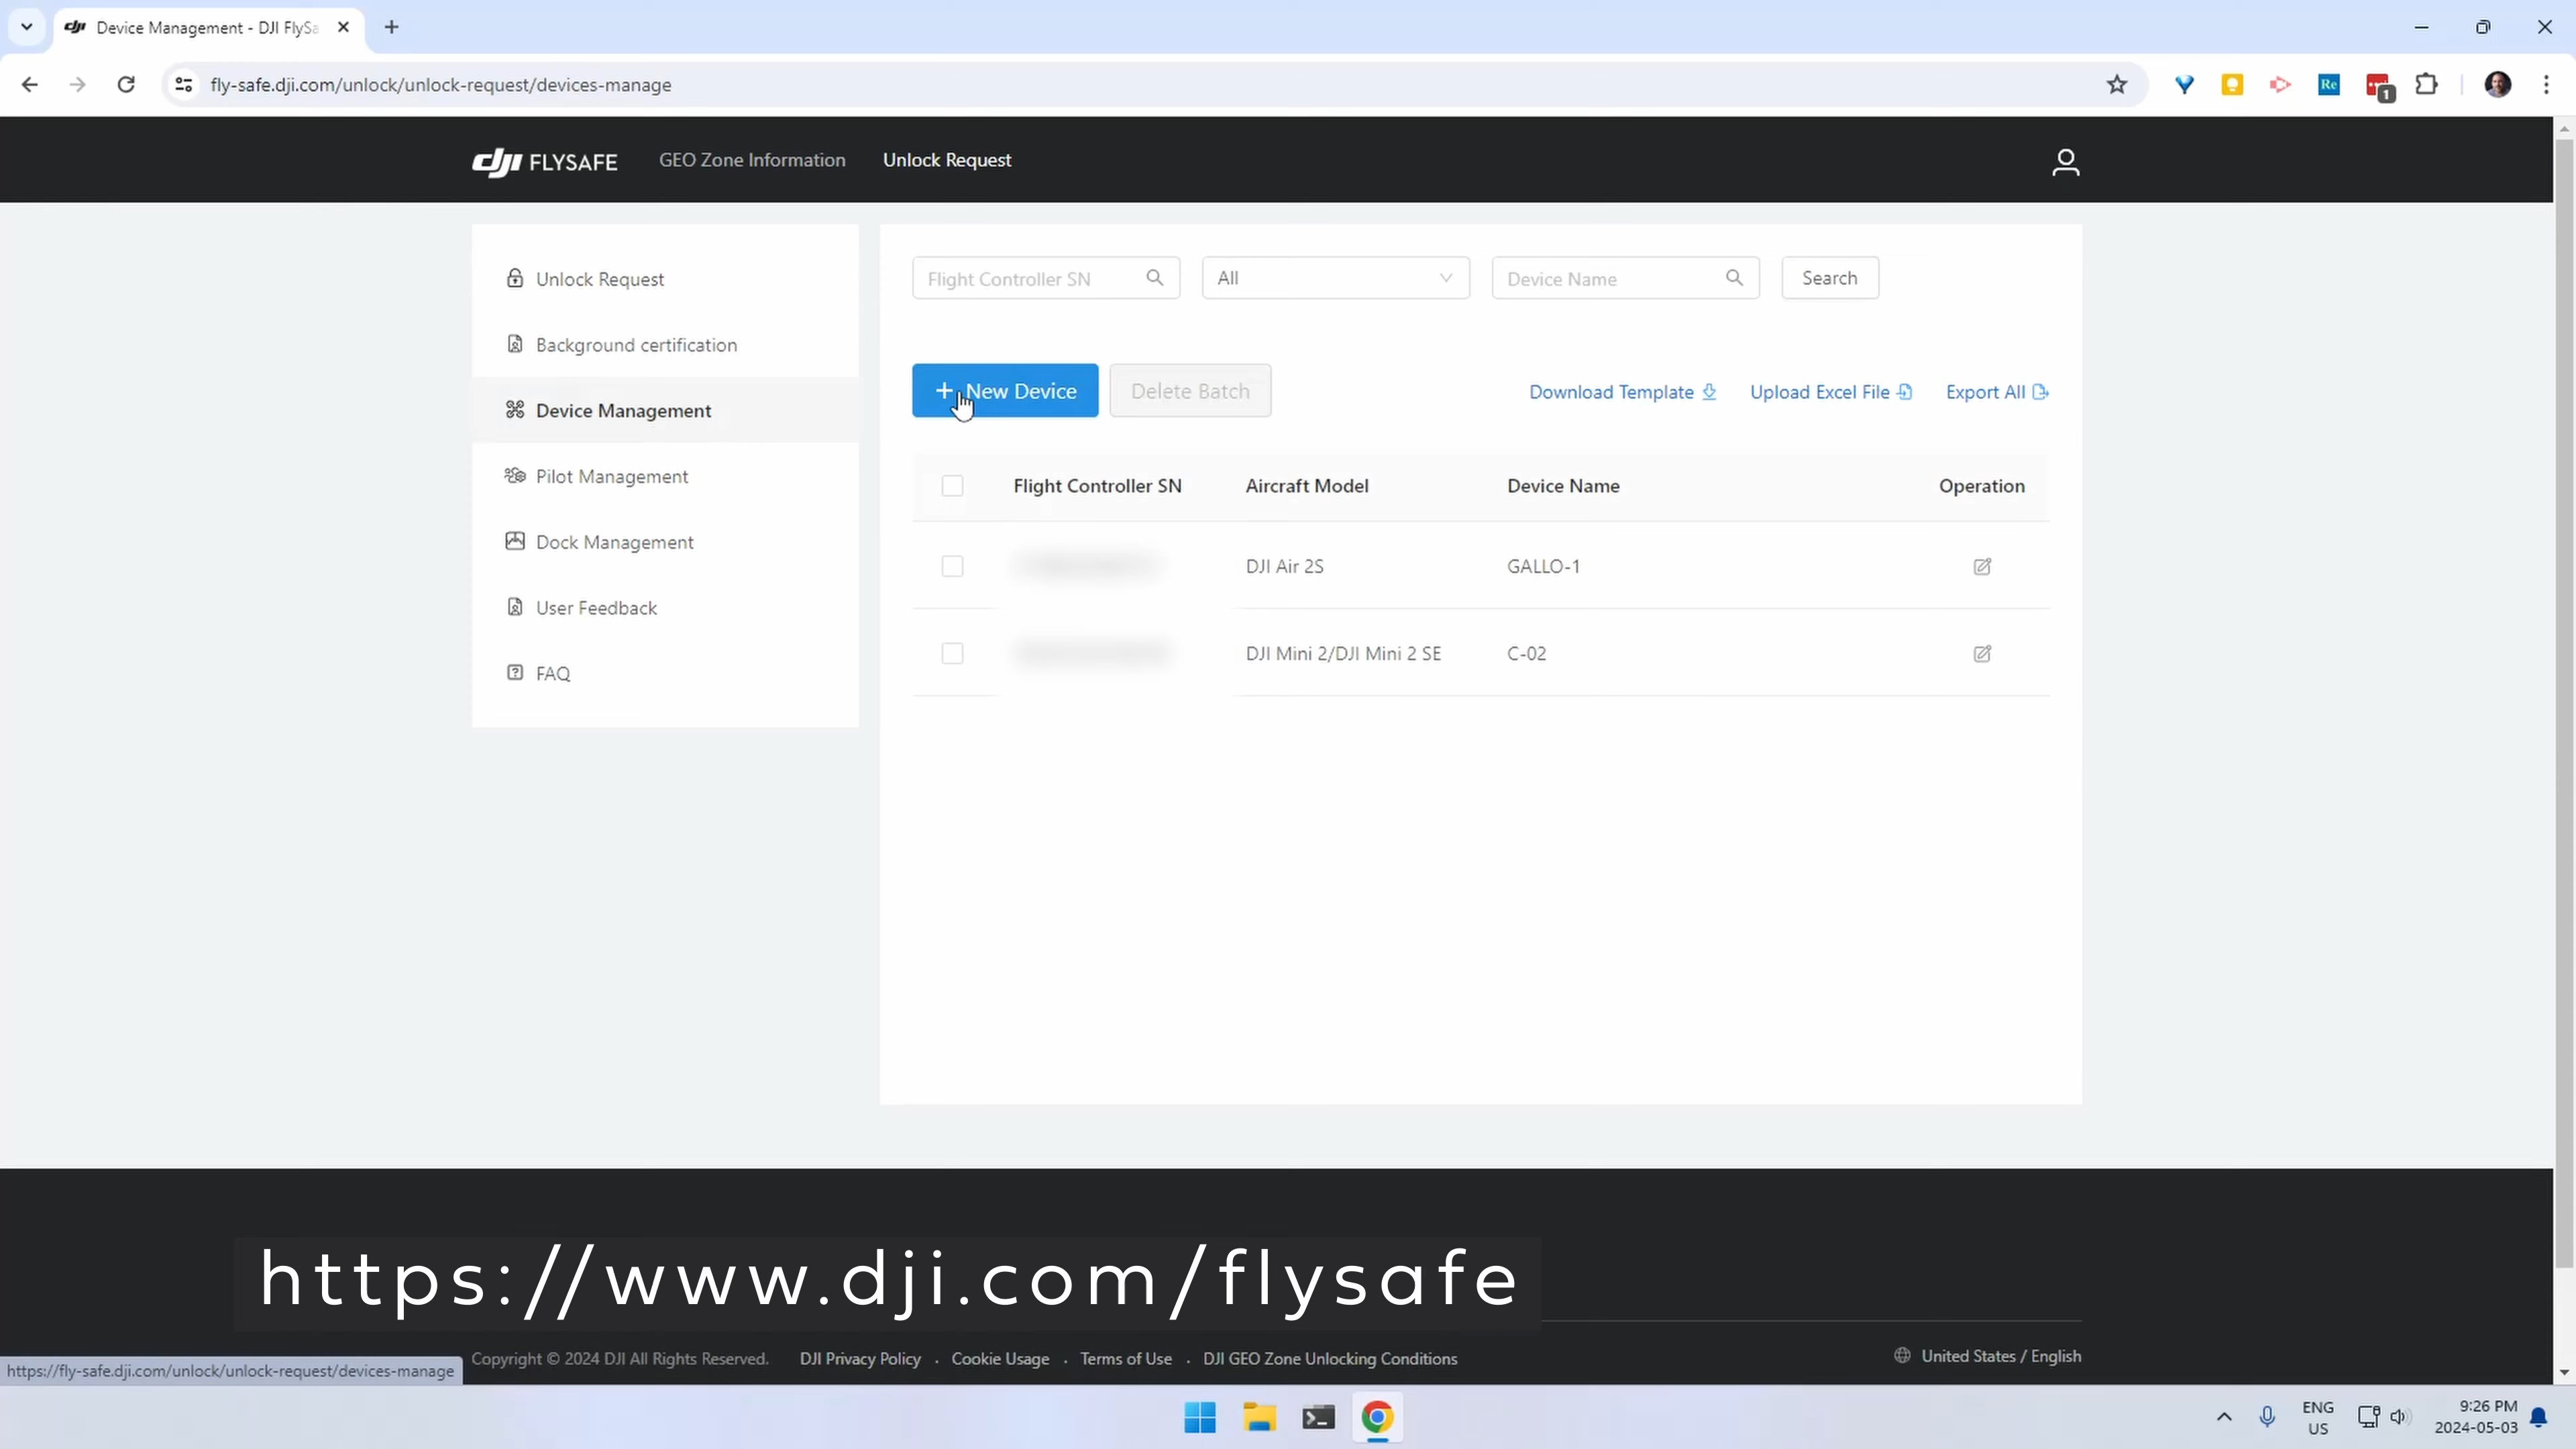 Device Management - DJI FlySa
fly-safe.dji.com/unlock/unlock-request/devices-manage
Re
1
dji FLYSAFE
GEO Zone Information
Unlock Request
Unlock Request
Background certification
Device Management
Pilot Management
Dock Management
User Feedback
FAQ
Flight Controller SN
All
Device Name
Search
+ New Device
Delete Batch
Download Template
Upload Excel File
Export All
Flight Controller SN Aircraft Model Device Name Operation
DJI Air 2S GALLO-1
DJI Mini 2/DJI Mini 2 SE C-02
https://www.dji.com/flysafe
Copyright © 2024 DJI All Rights Reserved. DJI Privacy Policy · Cookie Usage · Terms of Use · DJI GEO Zone Unlocking Conditions
United States / English
https://fly-safe.dji.com/unlock/unlock-request/devices-manage
ENG
US
9:26 PM
2024-05-03